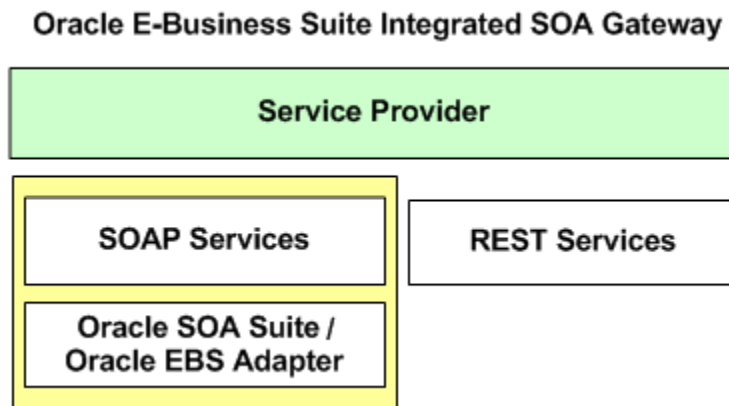 Oracle E-Business Suite Integrated SOA Gateway
Service Provider
SOAP Services
REST Services
Oracle SOA Suite /
Oracle EBS Adapter